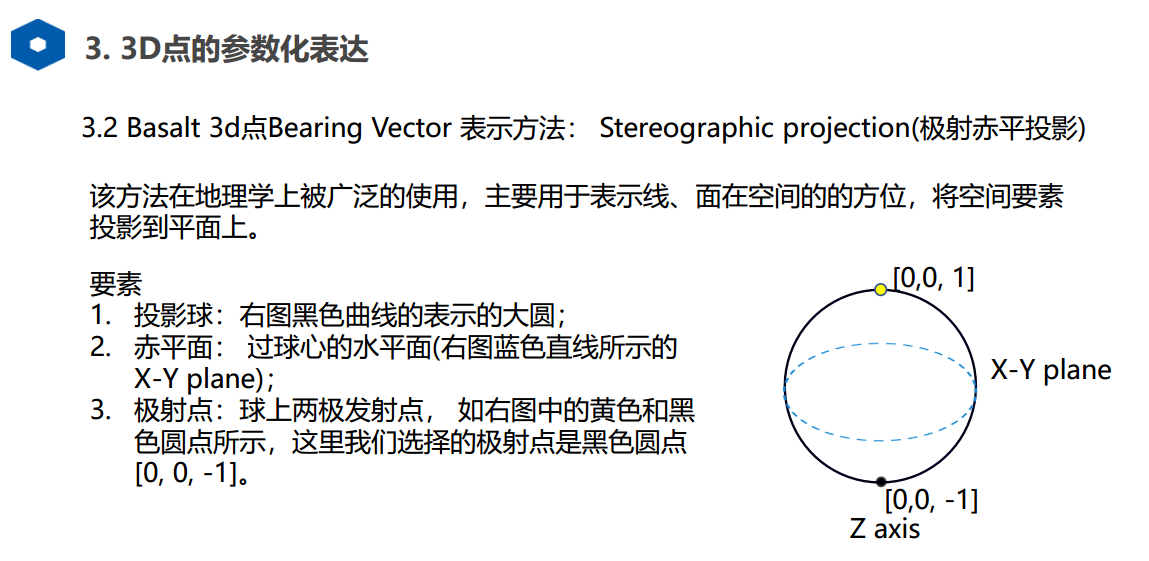 3. 3D点的参数化表达
3.2 Basalt 3d点Bearing Vector 表示方法： Stereographic projection(极射赤平投影)
该方法在地理学上被广泛的使用，主要用于表示线、面在空间的的方位，将空间要素
投影到平面上。
要素
1. 投影球：右图黑色曲线的表示的大圆；
2. 赤平面： 过球心的水平面(右图蓝色直线所示的
X-Y plane)；
3. 极射点：球上两极发射点， 如右图中的黄色和黑
色圆点所示，这里我们选择的极射点是黑色圆点
[0, 0, -1]。
[0,0, 1]
X-Y plane
[0,0, -1]
Z axis